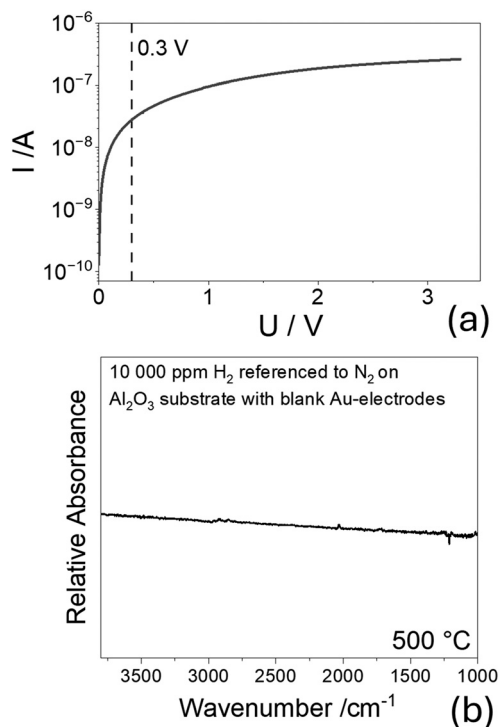 10⁻⁶
0.3 V
10⁻⁷
10⁻⁸
10⁻⁹
10⁻¹⁰
I /A
0 1 2 3
U / V
(a)
10 000 ppm H₂ referenced to N₂ on
Al₂O₃ substrate with blank Au-electrodes
Relative Absorbance
500 °C
3500 3000 2500 2000 1500 1000
Wavenumber /cm⁻¹
(b)